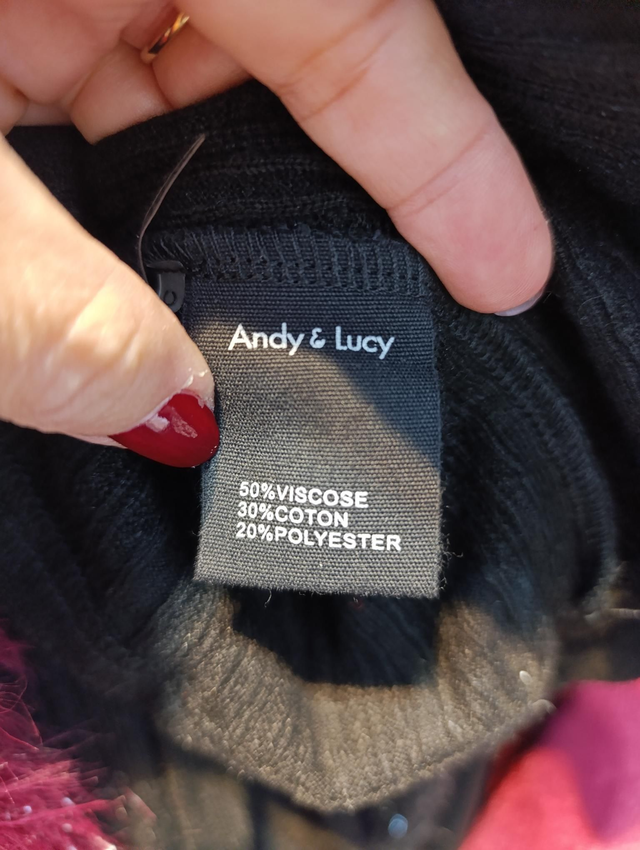 Andy & Lucy
50%VISCOSE
30%COTON
20%POLYESTER